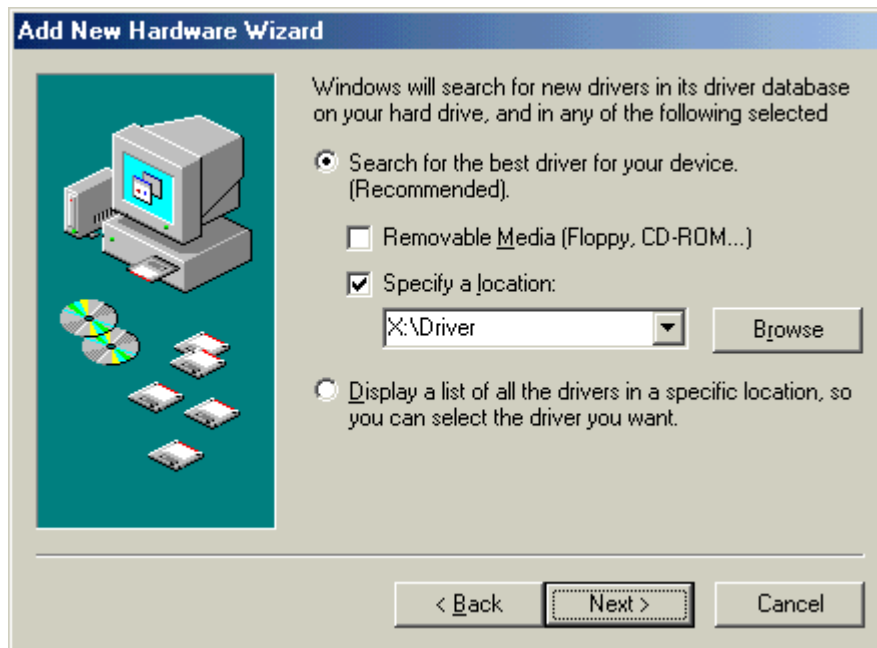 Add New Hardware Wizard
Windows will search for new drivers in its driver database
on your hard drive, and in any of the following selected
Search for the best driver for your device.
(Recommended).
Removable Media (Floppy, CD-ROM...)
Specify a location:
X:\Driver
Browse
Display a list of all the drivers in a specific location, so
you can select the driver you want.
< Back
Next >
Cancel